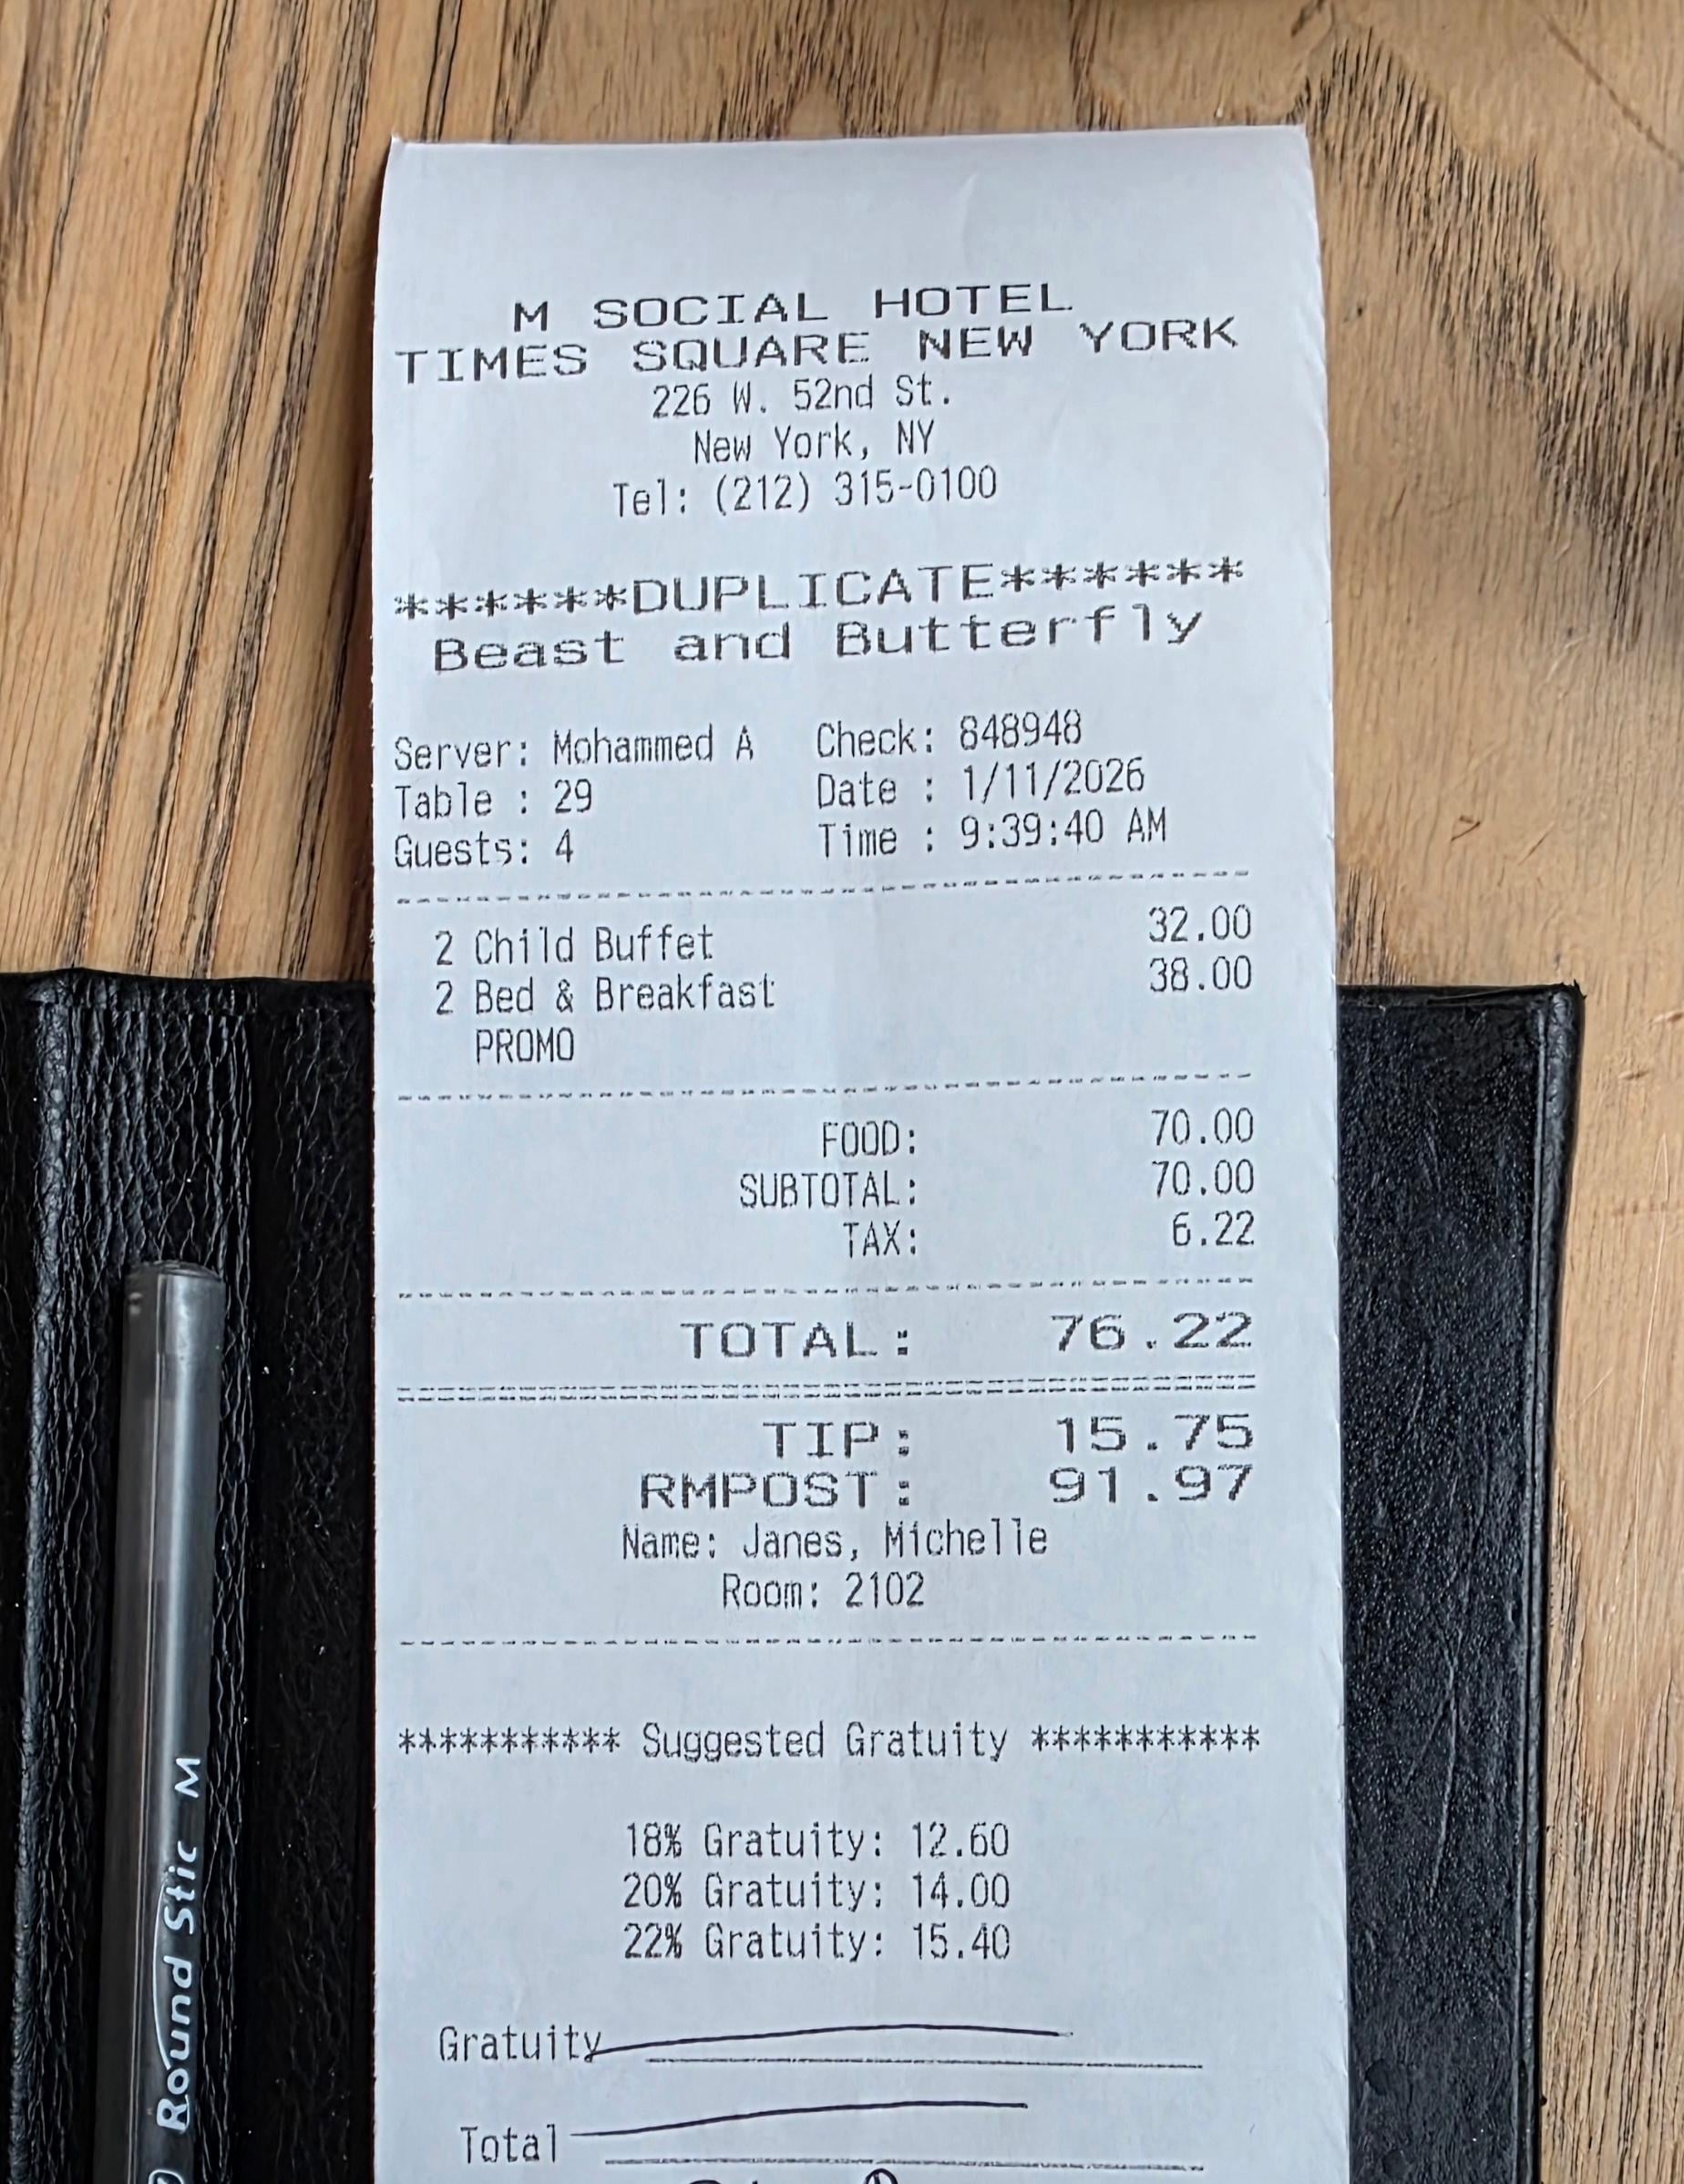 M SOCIAL HOTEL
TIMES SQUARE NEW YORK
226 W. 52nd St.
New York, NY
Tel: (212) 315-0100
******DUPLICATE******
Beast and Butterfly
Server: Mohammed A Check: 848948
Table : 29 Date : 1/11/2026
Guests: 4 Time : 9:39:40 AM
2 Child Buffet 32.00
2 Bed & Breakfast 38.00
PROMO
FOOD: 70.00
SUBTOTAL: 70.00
TAX: 6.22
TOTAL: 76.22
TIP: 15.75
RMPOST: 91.97
Name: Janes, Michelle
Room: 2102
*********** Suggested Gratuity ***********
18% Gratuity: 12.60
20% Gratuity: 14.00
22% Gratuity: 15.40
Gratuity
Total
Round Stic M